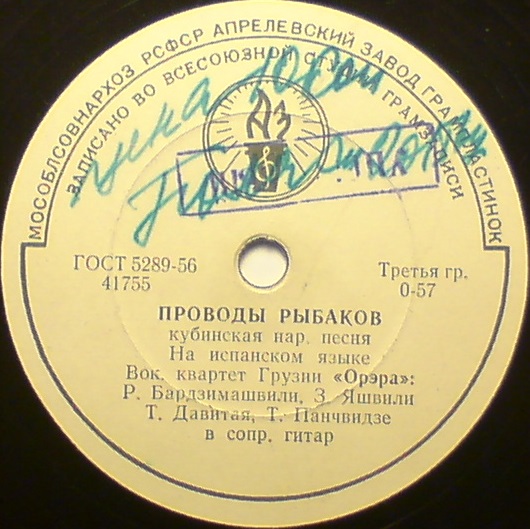 МОСОБЛСОВНАРХОЗ РСФСР АПРЕЛЕВСКИЙ ЗАВОД ГРАМПЛАСТИНОК
ЗАПИСАНО ВО ВСЕСОЮЗНОЙ СТУДИИ ГРАМЗАПИСИ
АЗ
ГОСТ 5289-56
41755
Третья гр.
0-57
ПРОВОДЫ РЫБАКОВ
кубинская нар. песня
На испанском языке
Вок. квартет Грузии «Орэра»:
Р. Бардзимашвили, З. Яшвили
Т. Давитая, Т. Панчвидзе
в сопр. гитар